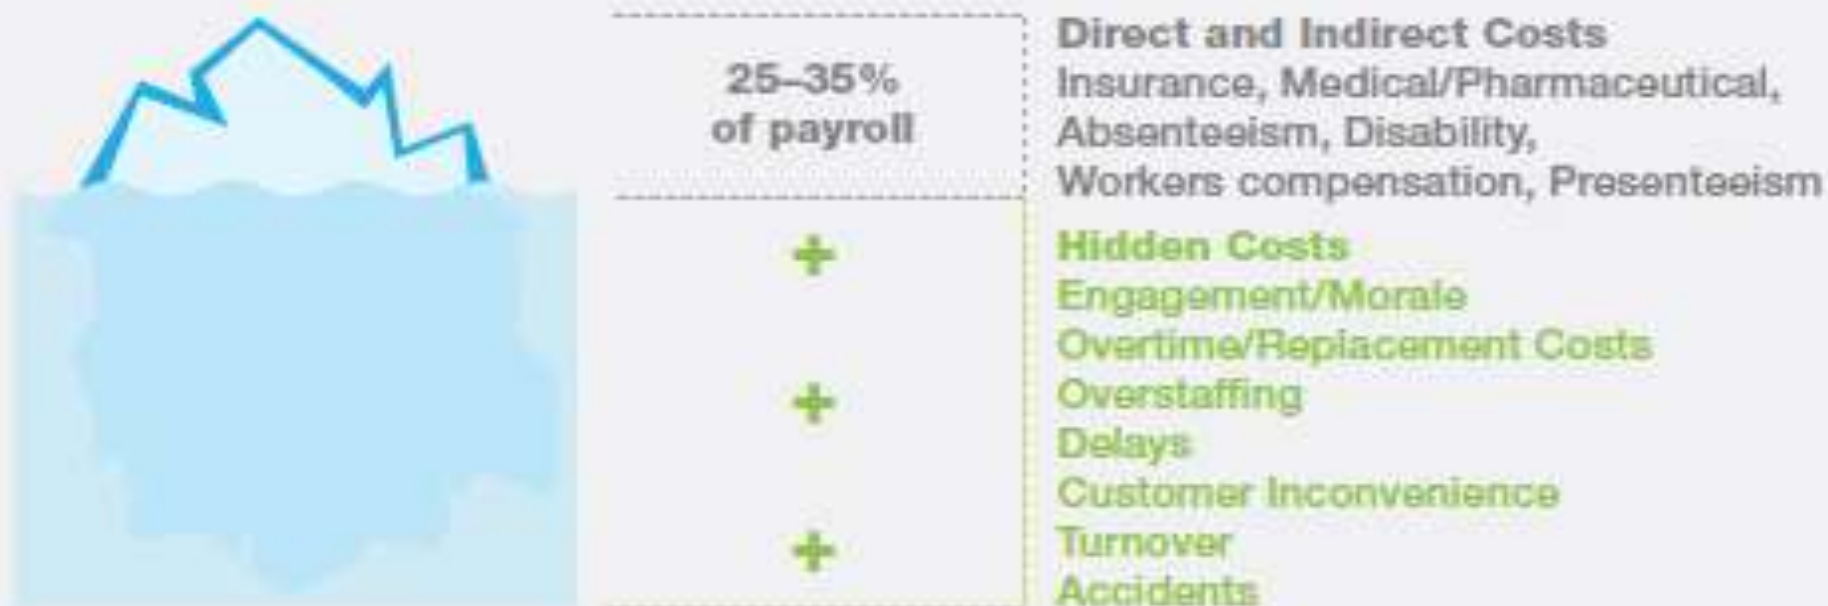 25–35%
of payroll
Direct and Indirect Costs
Insurance, Medical/Pharmaceutical,
Absenteeism, Disability,
Workers compensation, Presenteeism
+
Hidden Costs
Engagement/Morale
Overtime/Replacement Costs
+
Overstaffing
Delays
Customer Inconvenience
+
Turnover
Accidents